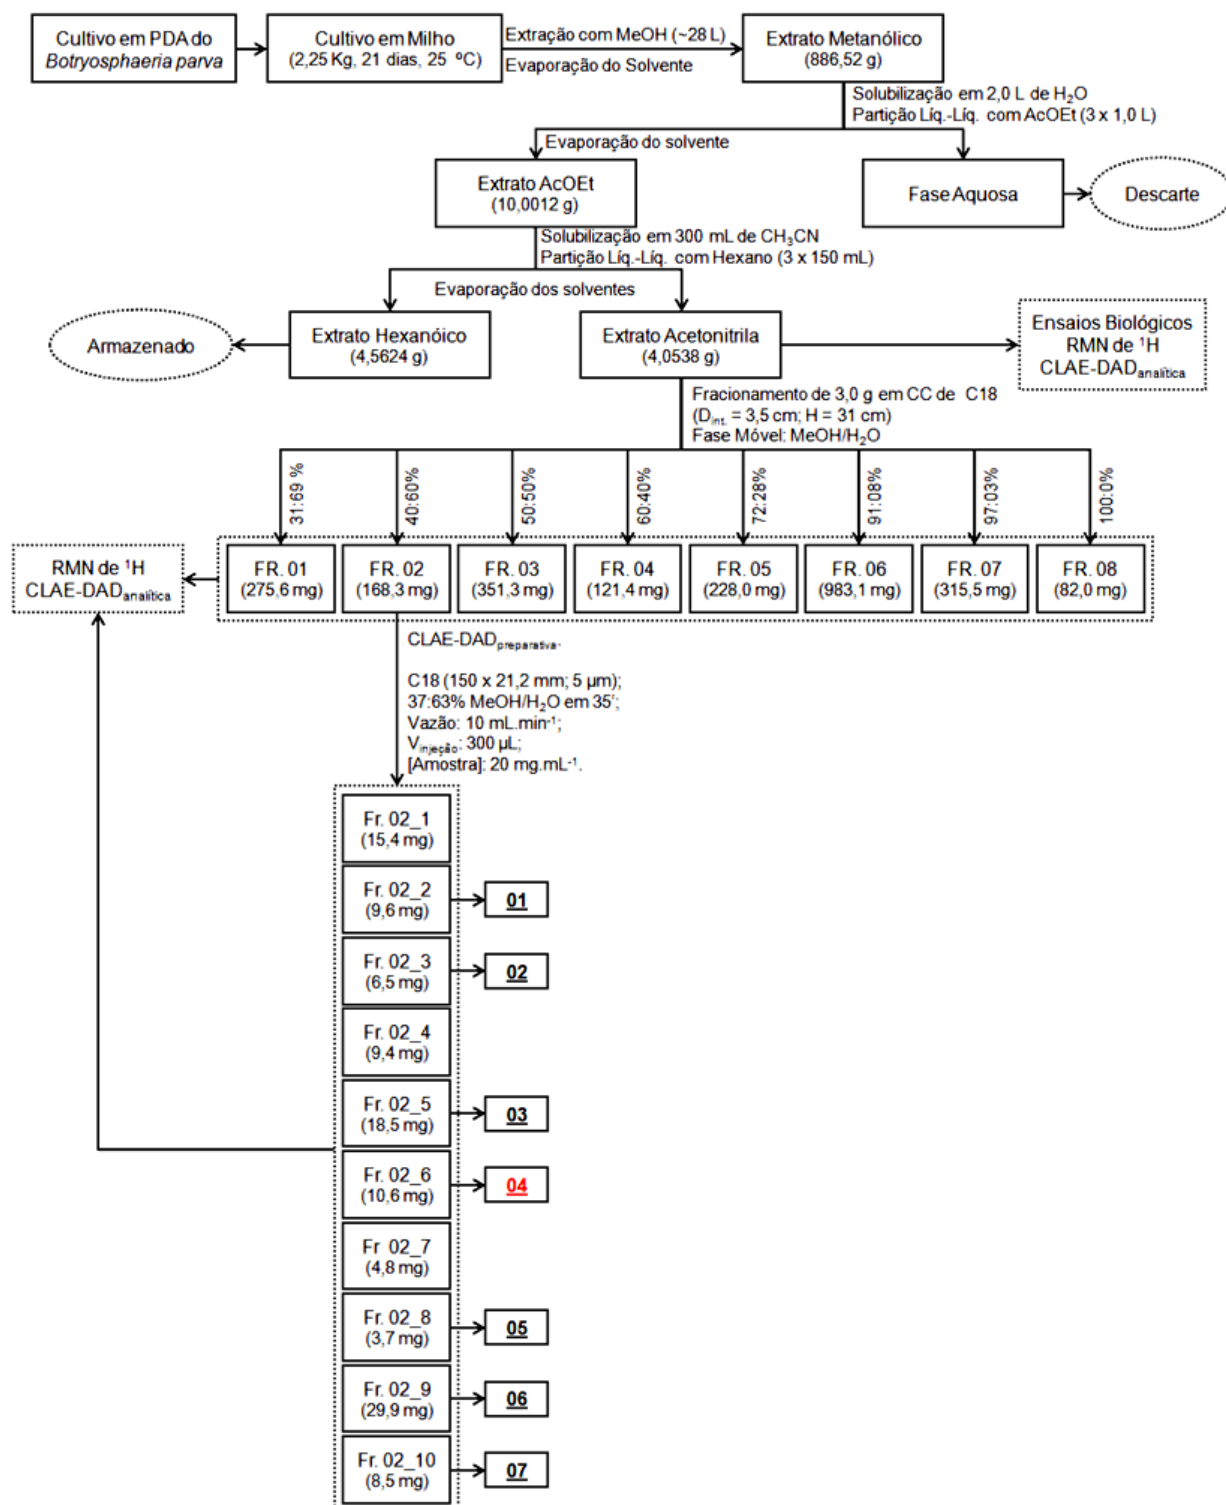 Cultivo em PDA do
Botryosphaeria parva
Cultivo em Milho
(2,25 Kg, 21 dias, 25 ºC)
Extração com MeOH (~28 L)
Evaporação do Solvente
Extrato Metanólico
(886,52 g)
Solubilização em 2,0 L de H₂O
Partição Líq.-Líq. com AcOEt (3 x 1,0 L)
Evaporação do solvente
Extrato AcOEt
(10,0012 g)
Fase Aquosa
Descarte
Solubilização em 300 mL de CH₃CN
Partição Líq.-Líq. com Hexano (3 x 150 mL)
Evaporação dos solventes
Armazenado
Extrato Hexanóico
(4,5624 g)
Extrato Acetonitrila
(4,0538 g)
Ensaios Biológicos
RMN de ¹H
CLAE-DADanalítica
Fracionamento de 3,0 g em CC de C18
(Dint. = 3,5 cm; H = 31 cm)
Fase Móvel: MeOH/H₂O
31:69 %
40:60%
50:50%
60:40%
72:28%
91:08%
97:03%
100:0%
RMN de ¹H
CLAE-DADanalítica
FR. 01
(275,6 mg)
FR. 02
(168,3 mg)
FR. 03
(351,3 mg)
FR. 04
(121,4 mg)
FR. 05
(228,0 mg)
FR. 06
(983,1 mg)
FR. 07
(315,5 mg)
FR. 08
(82,0 mg)
CLAE-DADpreparativa.
C18 (150 x 21,2 mm; 5 µm);
37:63% MeOH/H₂O em 35';
Vazão: 10 mL.min⁻¹;
Vinjeção: 300 µL;
[Amostra]: 20 mg.mL⁻¹.
Fr. 02_1
(15,4 mg)
Fr. 02_2
(9,6 mg)
01
Fr. 02_3
(6,5 mg)
02
Fr. 02_4
(9,4 mg)
Fr. 02_5
(18,5 mg)
03
Fr. 02_6
(10,6 mg)
04
Fr 02_7
(4,8 mg)
Fr. 02_8
(3,7 mg)
05
Fr. 02_9
(29,9 mg)
06
Fr. 02_10
(8,5 mg)
07